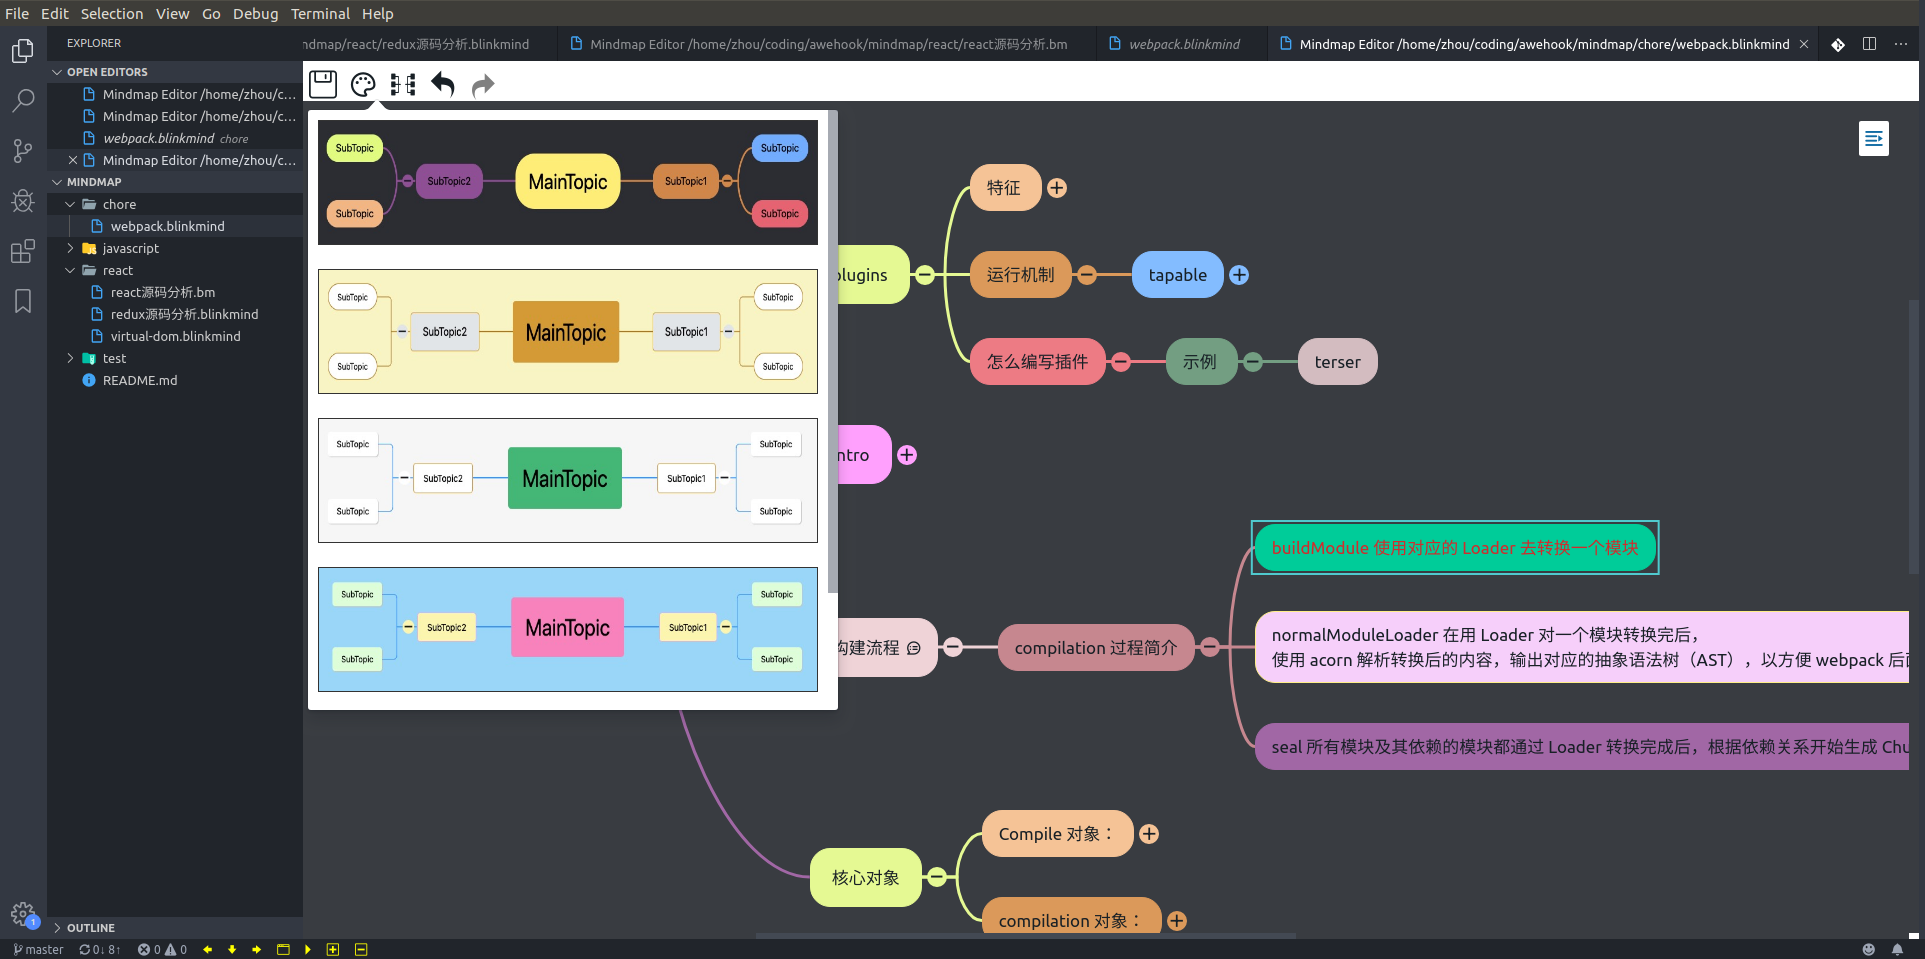 File Edit Selection View Go Debug Terminal Help
EXPLORER
ndmap/react/redux源码分析.blinkmind
Mindmap Editor /home/zhou/coding/awehook/mindmap/react/react源码分析.bm
webpack.blinkmind
Mindmap Editor /home/zhou/coding/awehook/mindmap/chore/webpack.blinkmind
OPEN EDITORS
Mindmap Editor /home/zhou/c...
Mindmap Editor /home/zhou/c...
webpack.blinkmind chore
Mindmap Editor /home/zhou/c...
MINDMAP
chore
webpack.blinkmind
javascript
react
react源码分析.bm
redux源码分析.blinkmind
virtual-dom.blinkmind
test
README.md
OUTLINE
SubTopic
SubTopic
SubTopic2
MainTopic
SubTopic1
SubTopic
SubTopic
SubTopic
SubTopic
SubTopic2
MainTopic
SubTopic1
SubTopic
SubTopic
SubTopic
SubTopic
SubTopic2
MainTopic
SubTopic1
SubTopic
SubTopic
SubTopic
SubTopic
SubTopic2
MainTopic
SubTopic1
SubTopic
SubTopic
特征
plugins
运行机制
tapable
怎么编写插件
示例
terser
ntro
buildModule 使用对应的 Loader 去转换一个模块
构建流程
compilation 过程简介
normalModuleLoader 在用 Loader 对一个模块转换完后，
使用 acorn 解析转换后的内容，输出对应的抽象语法树（AST），以方便 webpack 后面
seal 所有模块及其依赖的模块都通过 Loader 转换完成后，根据依赖关系开始生成 Chu
Compile 对象：
核心对象
compilation 对象：
1
master 0↓ 8↑ 0 0